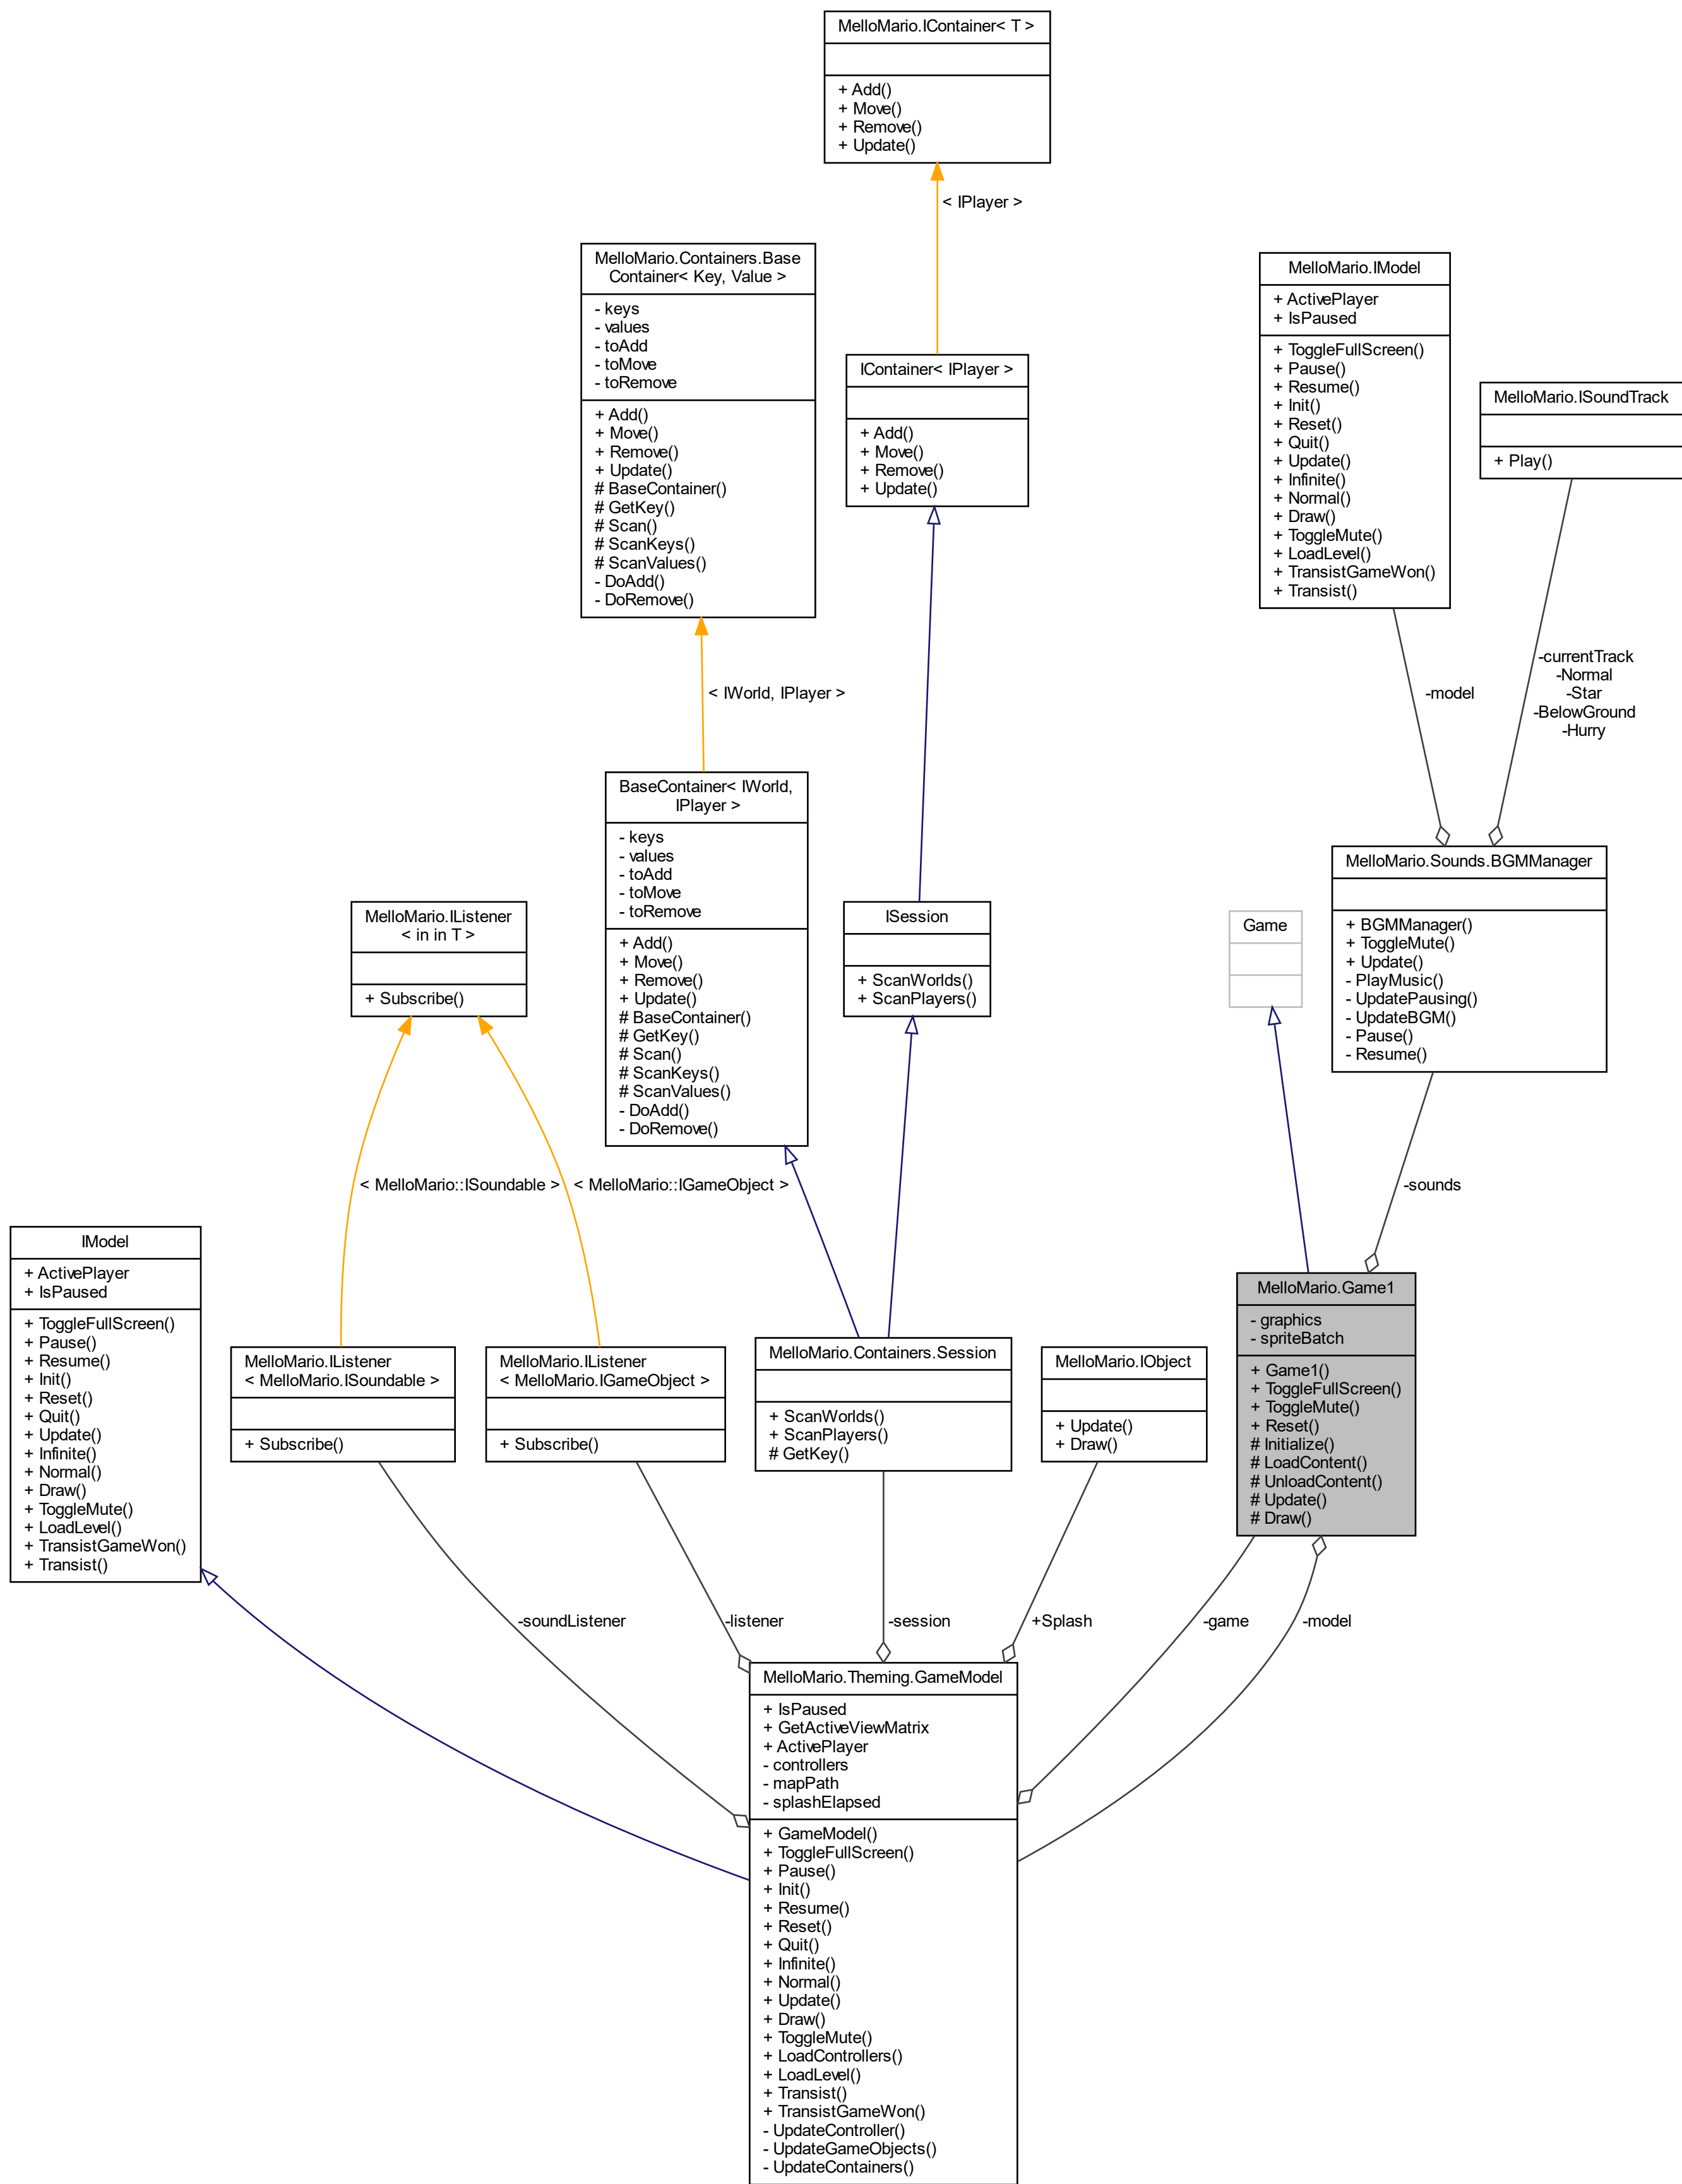 MelloMario.IContainer< T >
+ Add()
+ Move()
+ Remove()
+ Update()
< IPlayer >
MelloMario.Containers.Base
Container< Key, Value >
- keys
- values
- toAdd
- toMove
- toRemove
+ Add()
+ Move()
+ Remove()
+ Update()
# BaseContainer()
# GetKey()
# Scan()
# ScanKeys()
# ScanValues()
- DoAdd()
- DoRemove()
IContainer< IPlayer >
+ Add()
+ Move()
+ Remove()
+ Update()
MelloMario.IModel
+ ActivePlayer
+ IsPaused
+ ToggleFullScreen()
+ Pause()
+ Resume()
+ Init()
+ Reset()
+ Quit()
+ Update()
+ Infinite()
+ Normal()
+ Draw()
+ ToggleMute()
+ LoadLevel()
+ TransistGameWon()
+ Transist()
MelloMario.ISoundTrack
+ Play()
< IWorld, IPlayer >
-model
-currentTrack
-Normal
-Star
-BelowGround
-Hurry
BaseContainer< IWorld,
IPlayer >
- keys
- values
- toAdd
- toMove
- toRemove
+ Add()
+ Move()
+ Remove()
+ Update()
# BaseContainer()
# GetKey()
# Scan()
# ScanKeys()
# ScanValues()
- DoAdd()
- DoRemove()
MelloMario.IListener
< in in T >
+ Subscribe()
ISession
+ ScanWorlds()
+ ScanPlayers()
Game
MelloMario.Sounds.BGMManager
+ BGMManager()
+ ToggleMute()
+ Update()
- PlayMusic()
- UpdatePausing()
- UpdateBGM()
- Pause()
- Resume()
< MelloMario::ISoundable >
< MelloMario::IGameObject >
-sounds
IModel
+ ActivePlayer
+ IsPaused
+ ToggleFullScreen()
+ Pause()
+ Resume()
+ Init()
+ Reset()
+ Quit()
+ Update()
+ Infinite()
+ Normal()
+ Draw()
+ ToggleMute()
+ LoadLevel()
+ TransistGameWon()
+ Transist()
MelloMario.IListener
< MelloMario.ISoundable >
+ Subscribe()
MelloMario.IListener
< MelloMario.IGameObject >
+ Subscribe()
MelloMario.Containers.Session
+ ScanWorlds()
+ ScanPlayers()
# GetKey()
MelloMario.IObject
+ Update()
+ Draw()
MelloMario.Game1
- graphics
- spriteBatch
+ Game1()
+ ToggleFullScreen()
+ ToggleMute()
+ Reset()
# Initialize()
# LoadContent()
# UnloadContent()
# Update()
# Draw()
-soundListener
-listener
-session
+Splash
-game
-model
MelloMario.Theming.GameModel
+ IsPaused
+ GetActiveViewMatrix
+ ActivePlayer
- controllers
- mapPath
- splashElapsed
+ GameModel()
+ ToggleFullScreen()
+ Pause()
+ Init()
+ Resume()
+ Reset()
+ Quit()
+ Infinite()
+ Normal()
+ Update()
+ Draw()
+ ToggleMute()
+ LoadControllers()
+ LoadLevel()
+ Transist()
+ TransistGameWon()
- UpdateController()
- UpdateGameObjects()
- UpdateContainers()